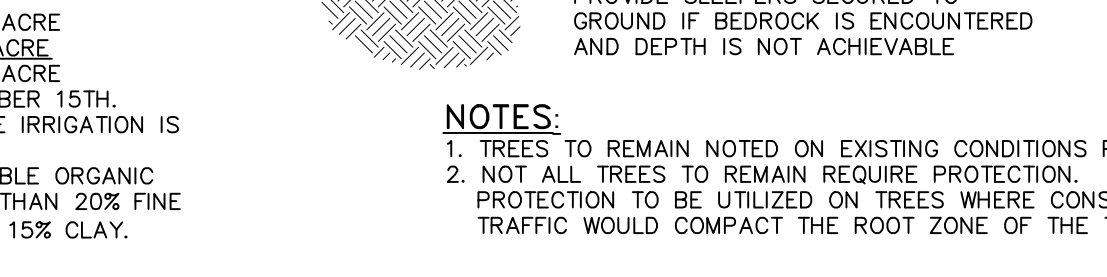 ACRE
ACRE
ACRE
BER 15TH.
E IRRIGATION IS
BLE ORGANIC
THAN 20% FINE
15% CLAY.
PROVIDE SLEEPERS SECURED TO
GROUND IF BEDROCK IS ENCOUNTERED
AND DEPTH IS NOT ACHIEVABLE
NOTES:
1. TREES TO REMAIN NOTED ON EXISTING CONDITIONS
2. NOT ALL TREES TO REMAIN REQUIRE PROTECTION.
PROTECTION TO BE UTILIZED ON TREES WHERE CONS
TRAFFIC WOULD COMPACT THE ROOT ZONE OF THE